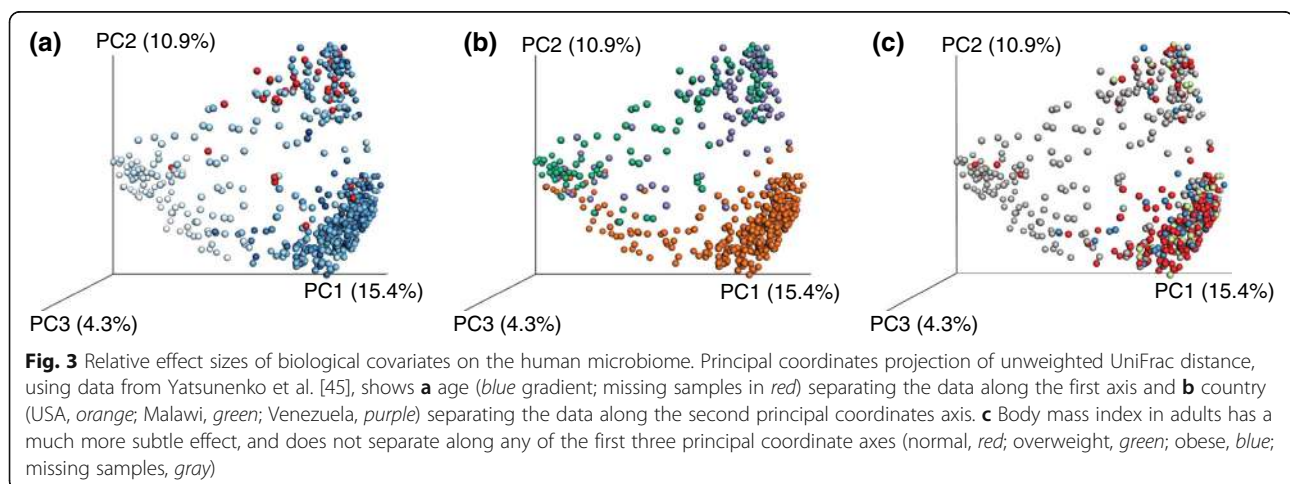 (a)
PC2 (10.9%)
PC1 (15.4%)
PC3 (4.3%)
(b)
PC2 (10.9%)
PC1 (15.4%)
PC3 (4.3%)
(c)
PC2 (10.9%)
PC1 (15.4%)
PC3 (4.3%)
Fig. 3 Relative effect sizes of biological covariates on the human microbiome. Principal coordinates projection of unweighted UniFrac distance,
using data from Yatsunenko et al. [45], shows a age (blue gradient; missing samples in red) separating the data along the first axis and b country
(USA, orange; Malawi, green; Venezuela, purple) separating the data along the second principal coordinates axis. c Body mass index in adults has a
much more subtle effect, and does not separate along any of the first three principal coordinate axes (normal, red; overweight, green; obese, blue;
missing samples, gray)